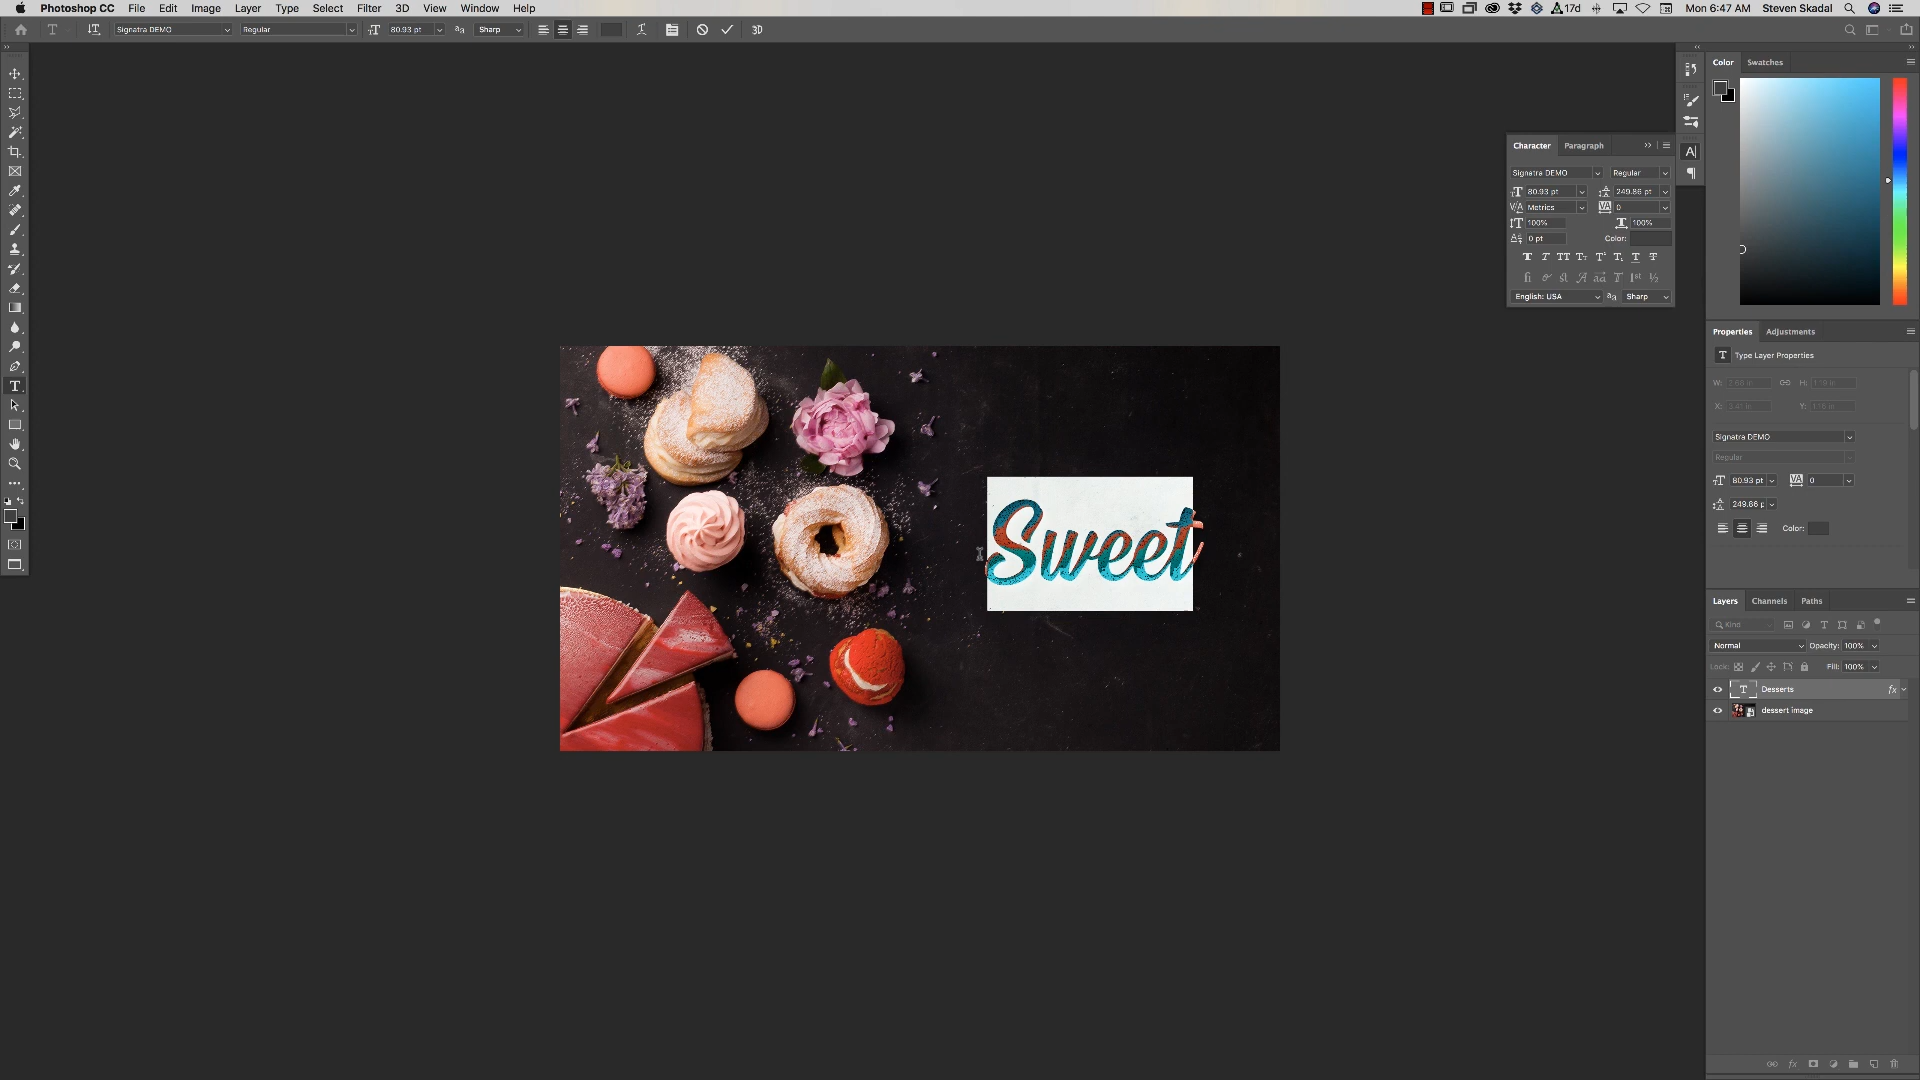 Photoshop CC File Edit Image Layer Type Select Filter 3D View Window Help
17d Mon 6:47 AM Steven Skadal
Signatra DEMO Regular 80.93 pt Sharp 3D
Color Swatches
Character Paragraph
Signatra DEMO Regular
80.93 pt 249.86 pt
Metrics 0
100% 100%
0 pt Color:
English: USA Sharp
Properties Adjustments
Type Layer Properties
W: H:
X: Y:
Signatra DEMO
Regular
80.93 pt 0
249.86 p
Color:
Sweet
Layers Channels Paths
Kind
Normal Opacity: 100%
Lock: Fill: 100%
T Desserts fx
dessert image